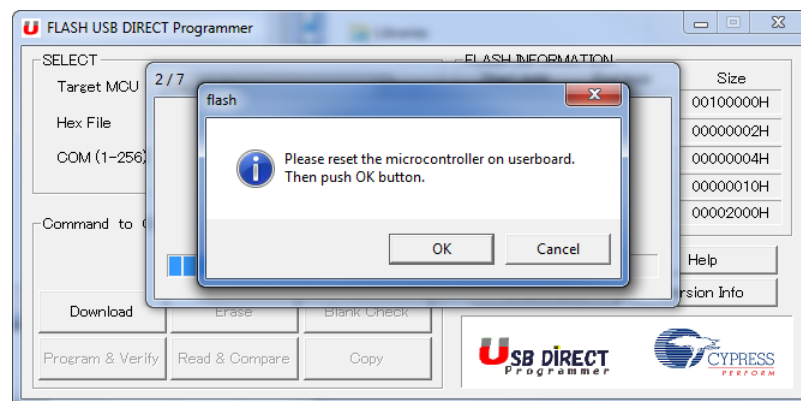 FLASH USB DIRECT Programmer
SELECT
FLASH INFORMATION
Target MCU
2 / 7
Size
flash
00100000H
Hex File
00000002H
COM (1-256)
Please reset the microcontroller on userboard.
Then push OK button.
00000004H
00000010H
00002000H
Command to
OK
Cancel
Help
rsion Info
Download
Erase
Blank Check
Program & Verify
Read & Compare
Copy
USB DIRECT
Programmer
CYPRESS
PERFORM